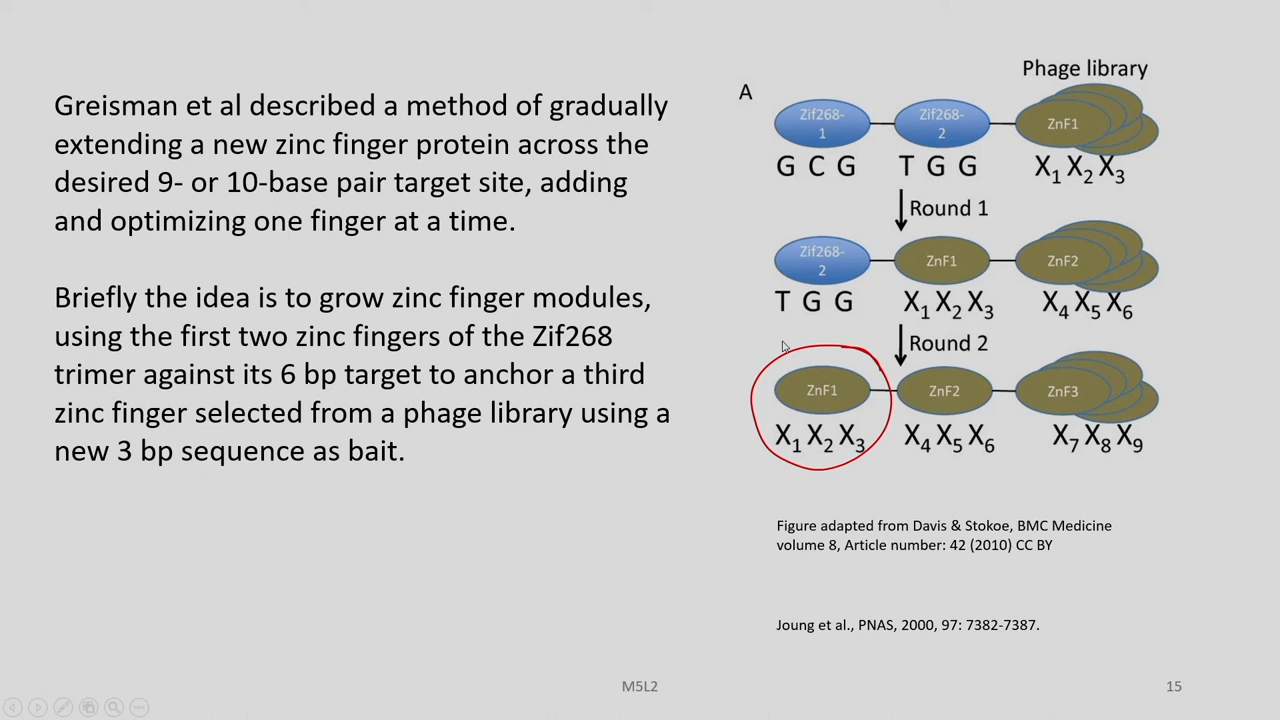 Greisman et al described a method of gradually
extending a new zinc finger protein across the
desired 9- or 10-base pair target site, adding
and optimizing one finger at a time.
Briefly the idea is to grow zinc finger modules,
using the first two zinc fingers of the Zif268
trimer against its 6 bp target to anchor a third
zinc finger selected from a phage library using a
new 3 bp sequence as bait.
Phage library
A
Zif268-
1
Zif268-
2
ZnF1
G C G
T G G
X₁ X₂ X₃
Round 1
Zif268-
2
ZnF1
ZnF2
T G G
X₁ X₂ X₃
X₄ X₅ X₆
Round 2
ZnF1
ZnF2
ZnF3
X₁ X₂ X₃
X₄ X₅ X₆
X₇ X₈ X₉
Figure adapted from Davis & Stokoe, BMC Medicine
volume 8, Article number: 42 (2010) CC BY
Joung et al., PNAS, 2000, 97: 7382-7387.
M5L2
15